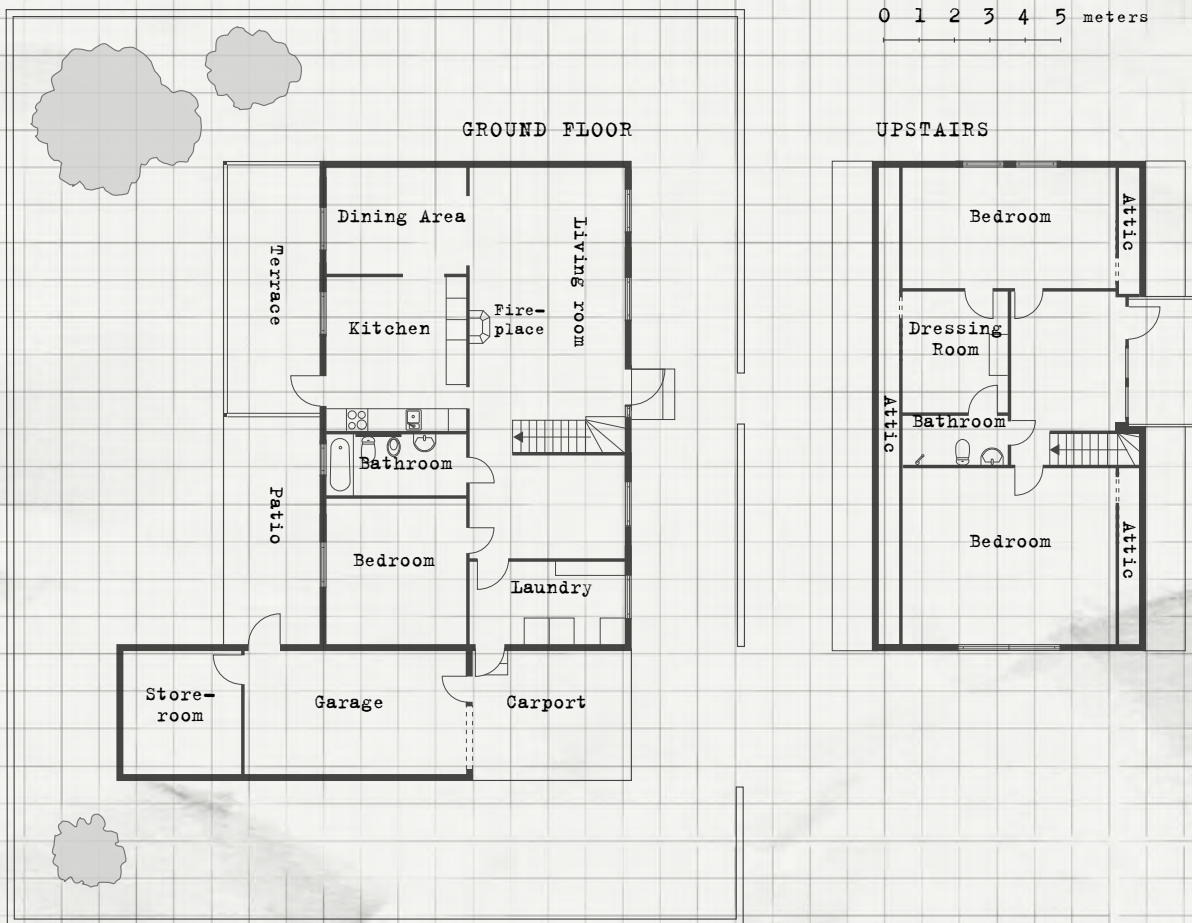 0 1 2 3 4 5 meters
GROUND FLOOR
UPSTAIRS
Dining Area
Living room
Terrace
Fire-
place
Kitchen
Bathroom
Patio
Bedroom
Laundry
Store-
room
Garage
Carport
Bedroom
Attic
Dressing
Room
Attic
Bathroom
Bedroom
Attic